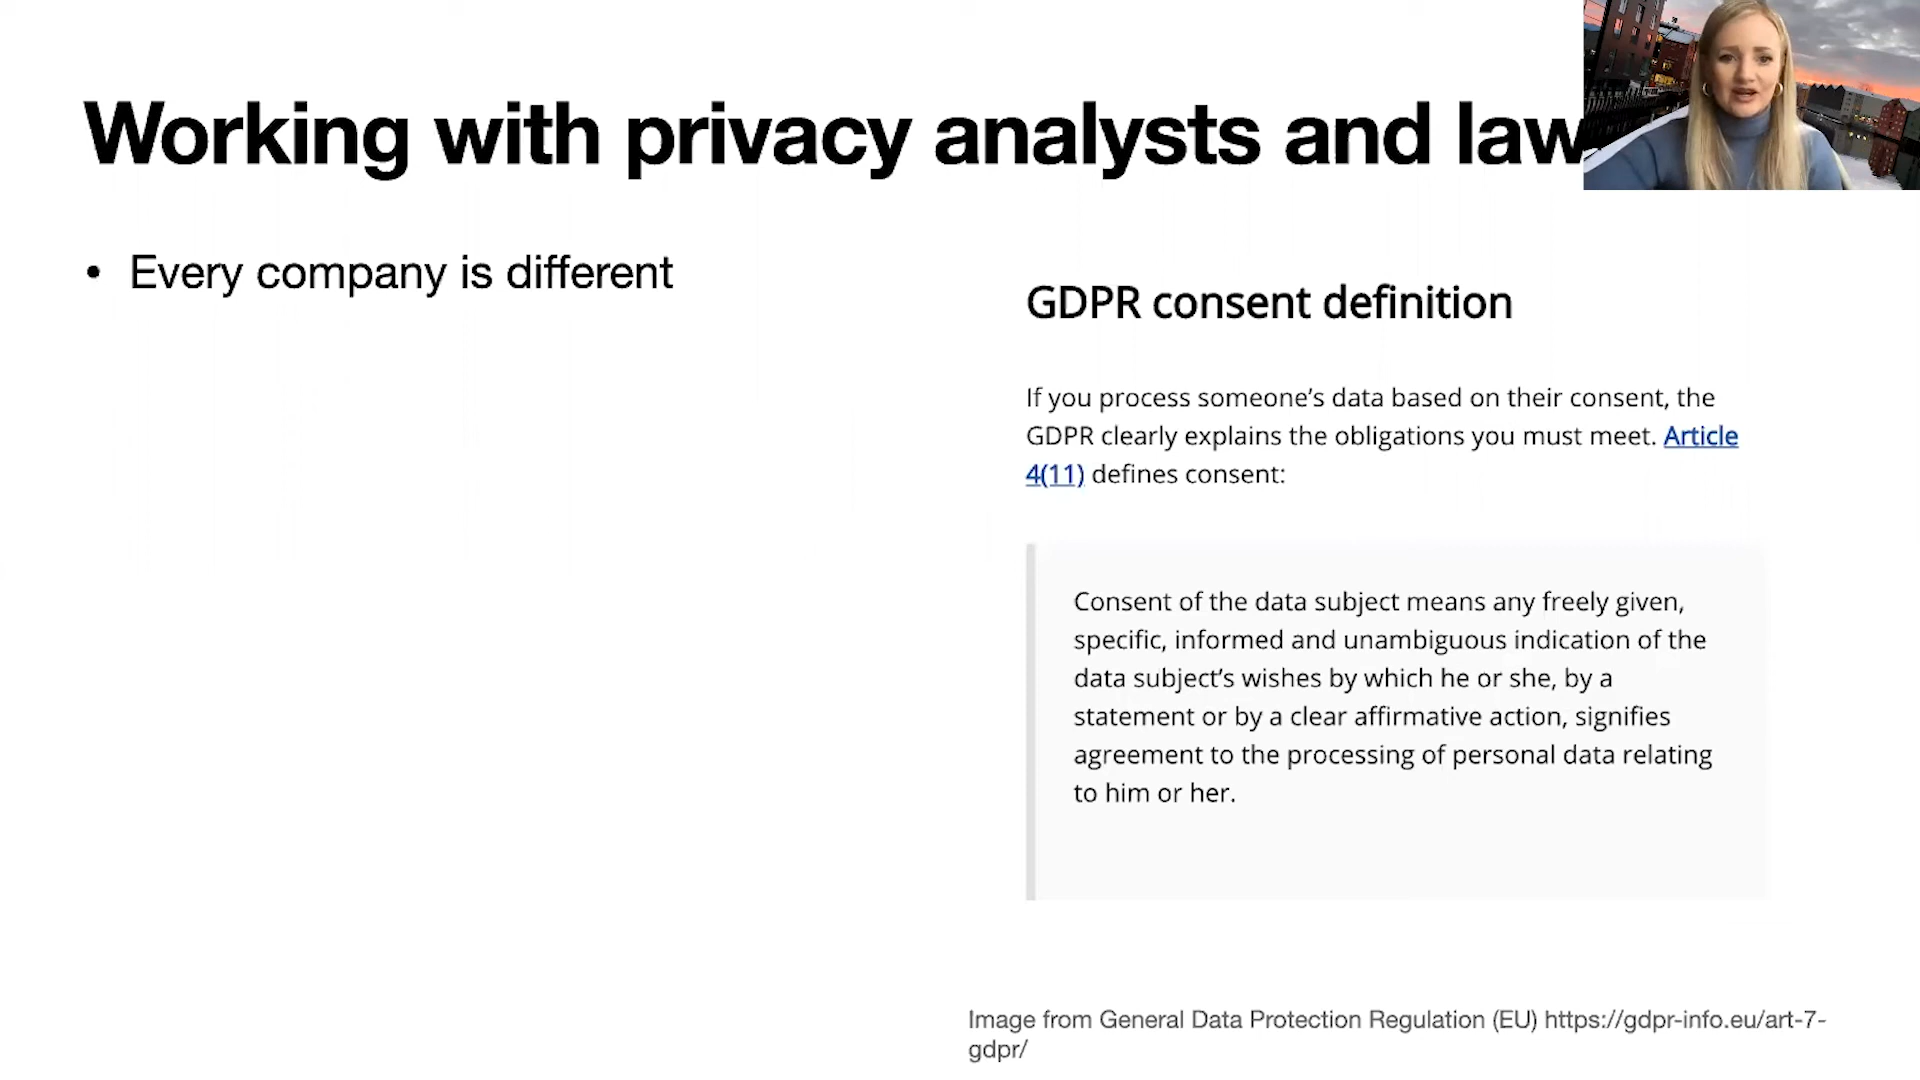 Working with privacy analysts and law
• Every company is different
GDPR consent definition
If you process someone’s data based on their consent, the
GDPR clearly explains the obligations you must meet. Article
4(11) defines consent:
Consent of the data subject means any freely given,
specific, informed and unambiguous indication of the
data subject’s wishes by which he or she, by a
statement or by a clear affirmative action, signifies
agreement to the processing of personal data relating
to him or her.
Image from General Data Protection Regulation (EU) https://gdpr-info.eu/art-7-
gdpr/